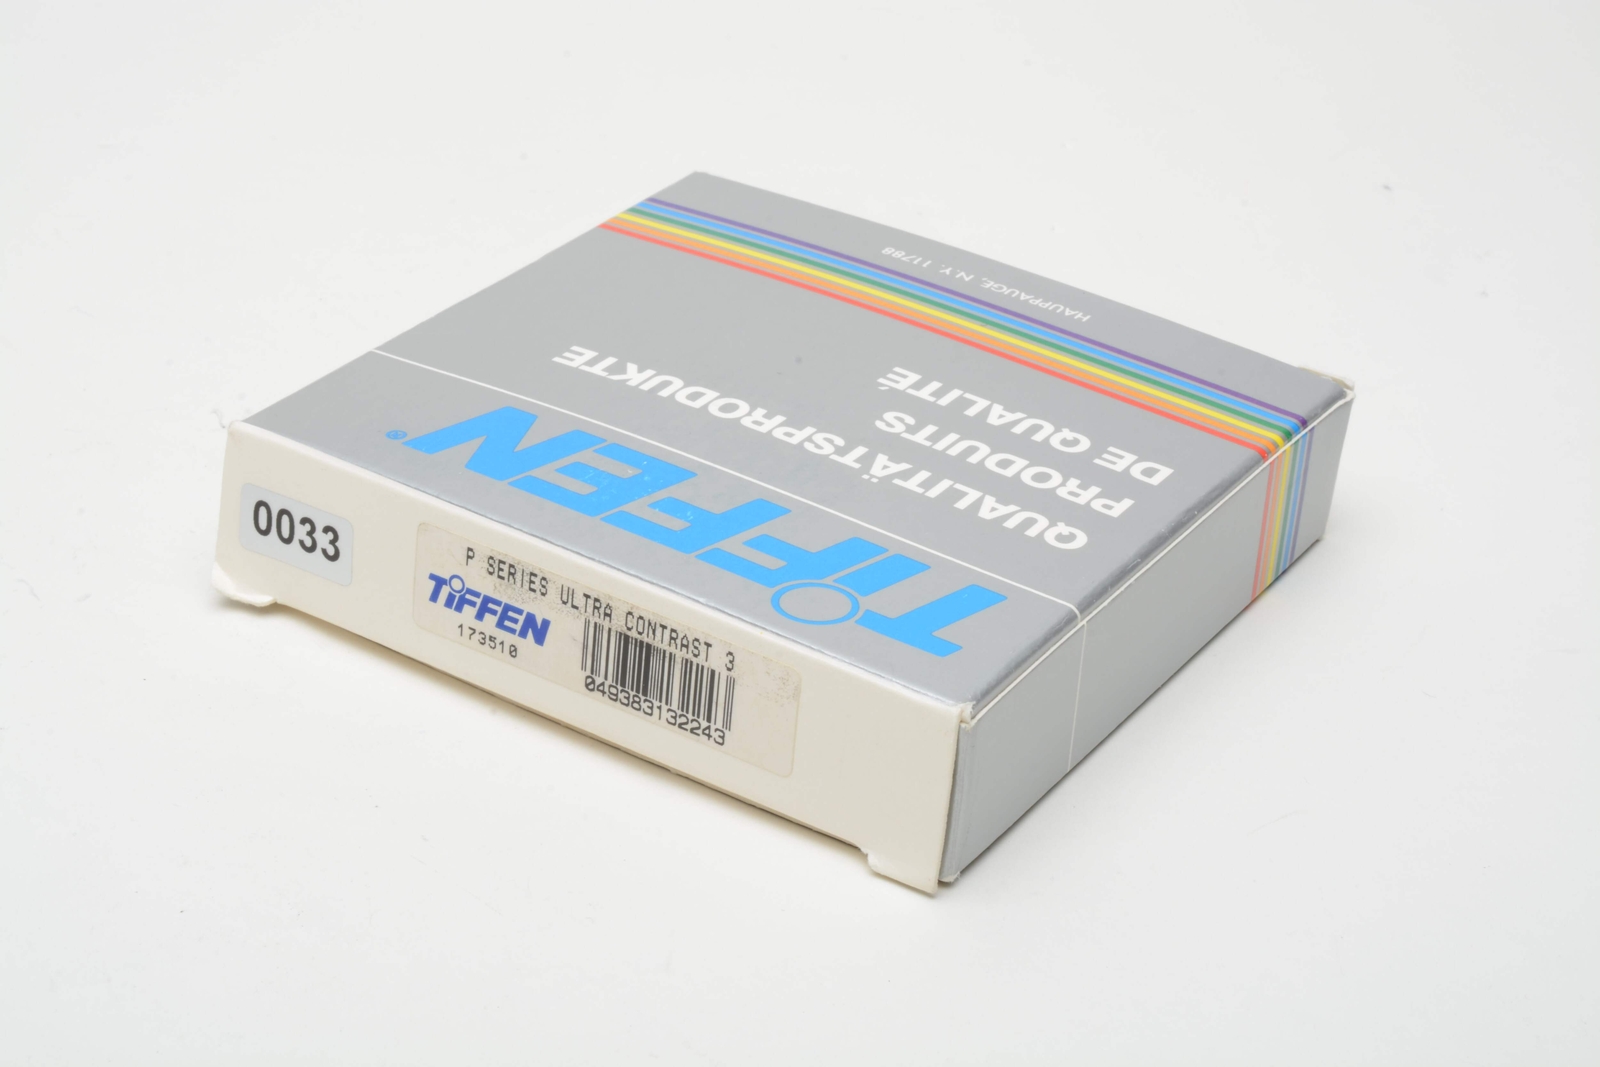 0033
P SERIES ULTRA CONTRAST 3
TIFFEN
173510
049383132243
TIFFEN®
QUALITÄTSPRODUKTE
PRODUITS
DE QUALITÉ
HAUPPAUGE, N.Y. 11788